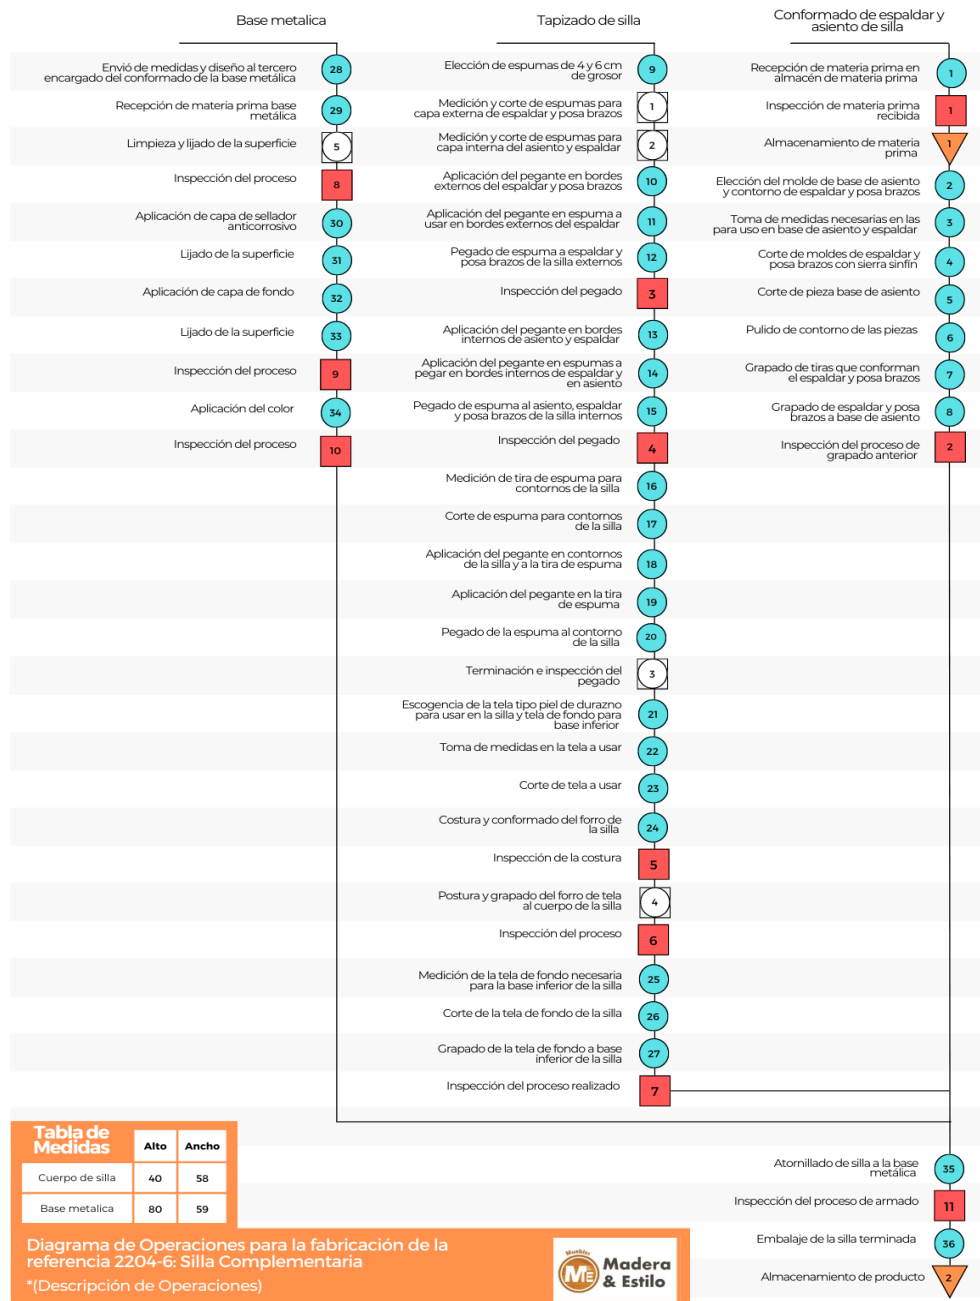 Base metalica
Envió de medidas y diseño al tercero
encargado del conformado de la base metálica
28
Recepción de materia prima base
metálica
29
Limpieza y lijado de la superficie
5
Inspección del proceso
8
Aplicación de capa de sellador
anticorrosivo
30
Lijado de la superficie
31
Aplicación de capa de fondo
32
Lijado de la superficie
33
Inspección del proceso
9
Aplicación del color
34
Inspección del proceso
10
Tapizado de silla
Elección de espumas de 4 y 6 cm
de grosor
9
Medición y corte de espumas para
capa externa de espaldar y posa brazos
1
Medición y corte de espumas para
capa interna del asiento y espaldar
2
Aplicación del pegante en bordes
externos del espaldar y posa brazos
10
Aplicación del pegante en espuma a
usar en bordes externos del espaldar
11
Pegado de espuma a espaldar y
posa brazos de la silla externos
12
Inspección del pegado
3
Aplicación del pegante en bordes
internos de asiento y espaldar
13
Aplicación del pegante en espumas a
pegar en bordes internos de espaldar y
en asiento
14
Pegado de espuma al asiento, espaldar
y posa brazos de la silla internos
15
Inspección del pegado
4
Medición de tira de espuma para
contornos de la silla
16
Corte de espuma para contornos
de la silla
17
Aplicación del pegante en contornos
de la silla y a la tira de espuma
18
Aplicación del pegante en la tira
de espuma
19
Pegado de la espuma al contorno
de la silla
20
Terminación e inspección del
pegado
3
Escogencia de la tela tipo piel de durazno
para usar en la silla y tela de fondo para
base inferior
21
Toma de medidas en la tela a usar
22
Corte de tela a usar
23
Costura y conformado del forro de
la silla
24
Inspección de la costura
5
Postura y grapado del forro de tela
al cuerpo de la silla
4
Inspección del proceso
6
Medición de la tela de fondo necesaria
para la base inferior de la silla
25
Corte de la tela de fondo de la silla
26
Grapado de la tela de fondo a base
inferior de la silla
27
Inspección del proceso realizado
7
Conformado de espaldar y
asiento de silla
Recepción de materia prima en
almacén de materia prima
1
Inspección de materia prima
recibida
1
Almacenamiento de materia
prima
1
Elección del molde de base de asiento
y contorno de espaldar y posa brazos
2
Toma de medidas necesarias en las
para uso en base de asiento y espaldar
3
Corte de moldes de espaldar y
posa brazos con sierra sinfín
4
Corte de pieza base de asiento
5
Pulido de contorno de las piezas
6
Grapado de tiras que conforman
el espaldar y posa brazos
7
Grapado de espaldar y posa
brazos a base de asiento
8
Inspección del proceso de
grapado anterior
2
Atornillado de silla a la base
metálica
35
Inspección del proceso de armado
11
Embalaje de la silla terminada
36
Almacenamiento de producto
2
Tabla de
Medidas
Alto Ancho
Cuerpo de silla 40 58
Base metalica 80 59
Diagrama de Operaciones para la fabricación de la
referencia 2204-6: Silla Complementaria
*(Descripción de Operaciones)
Muebles
ME
Madera
& Estilo